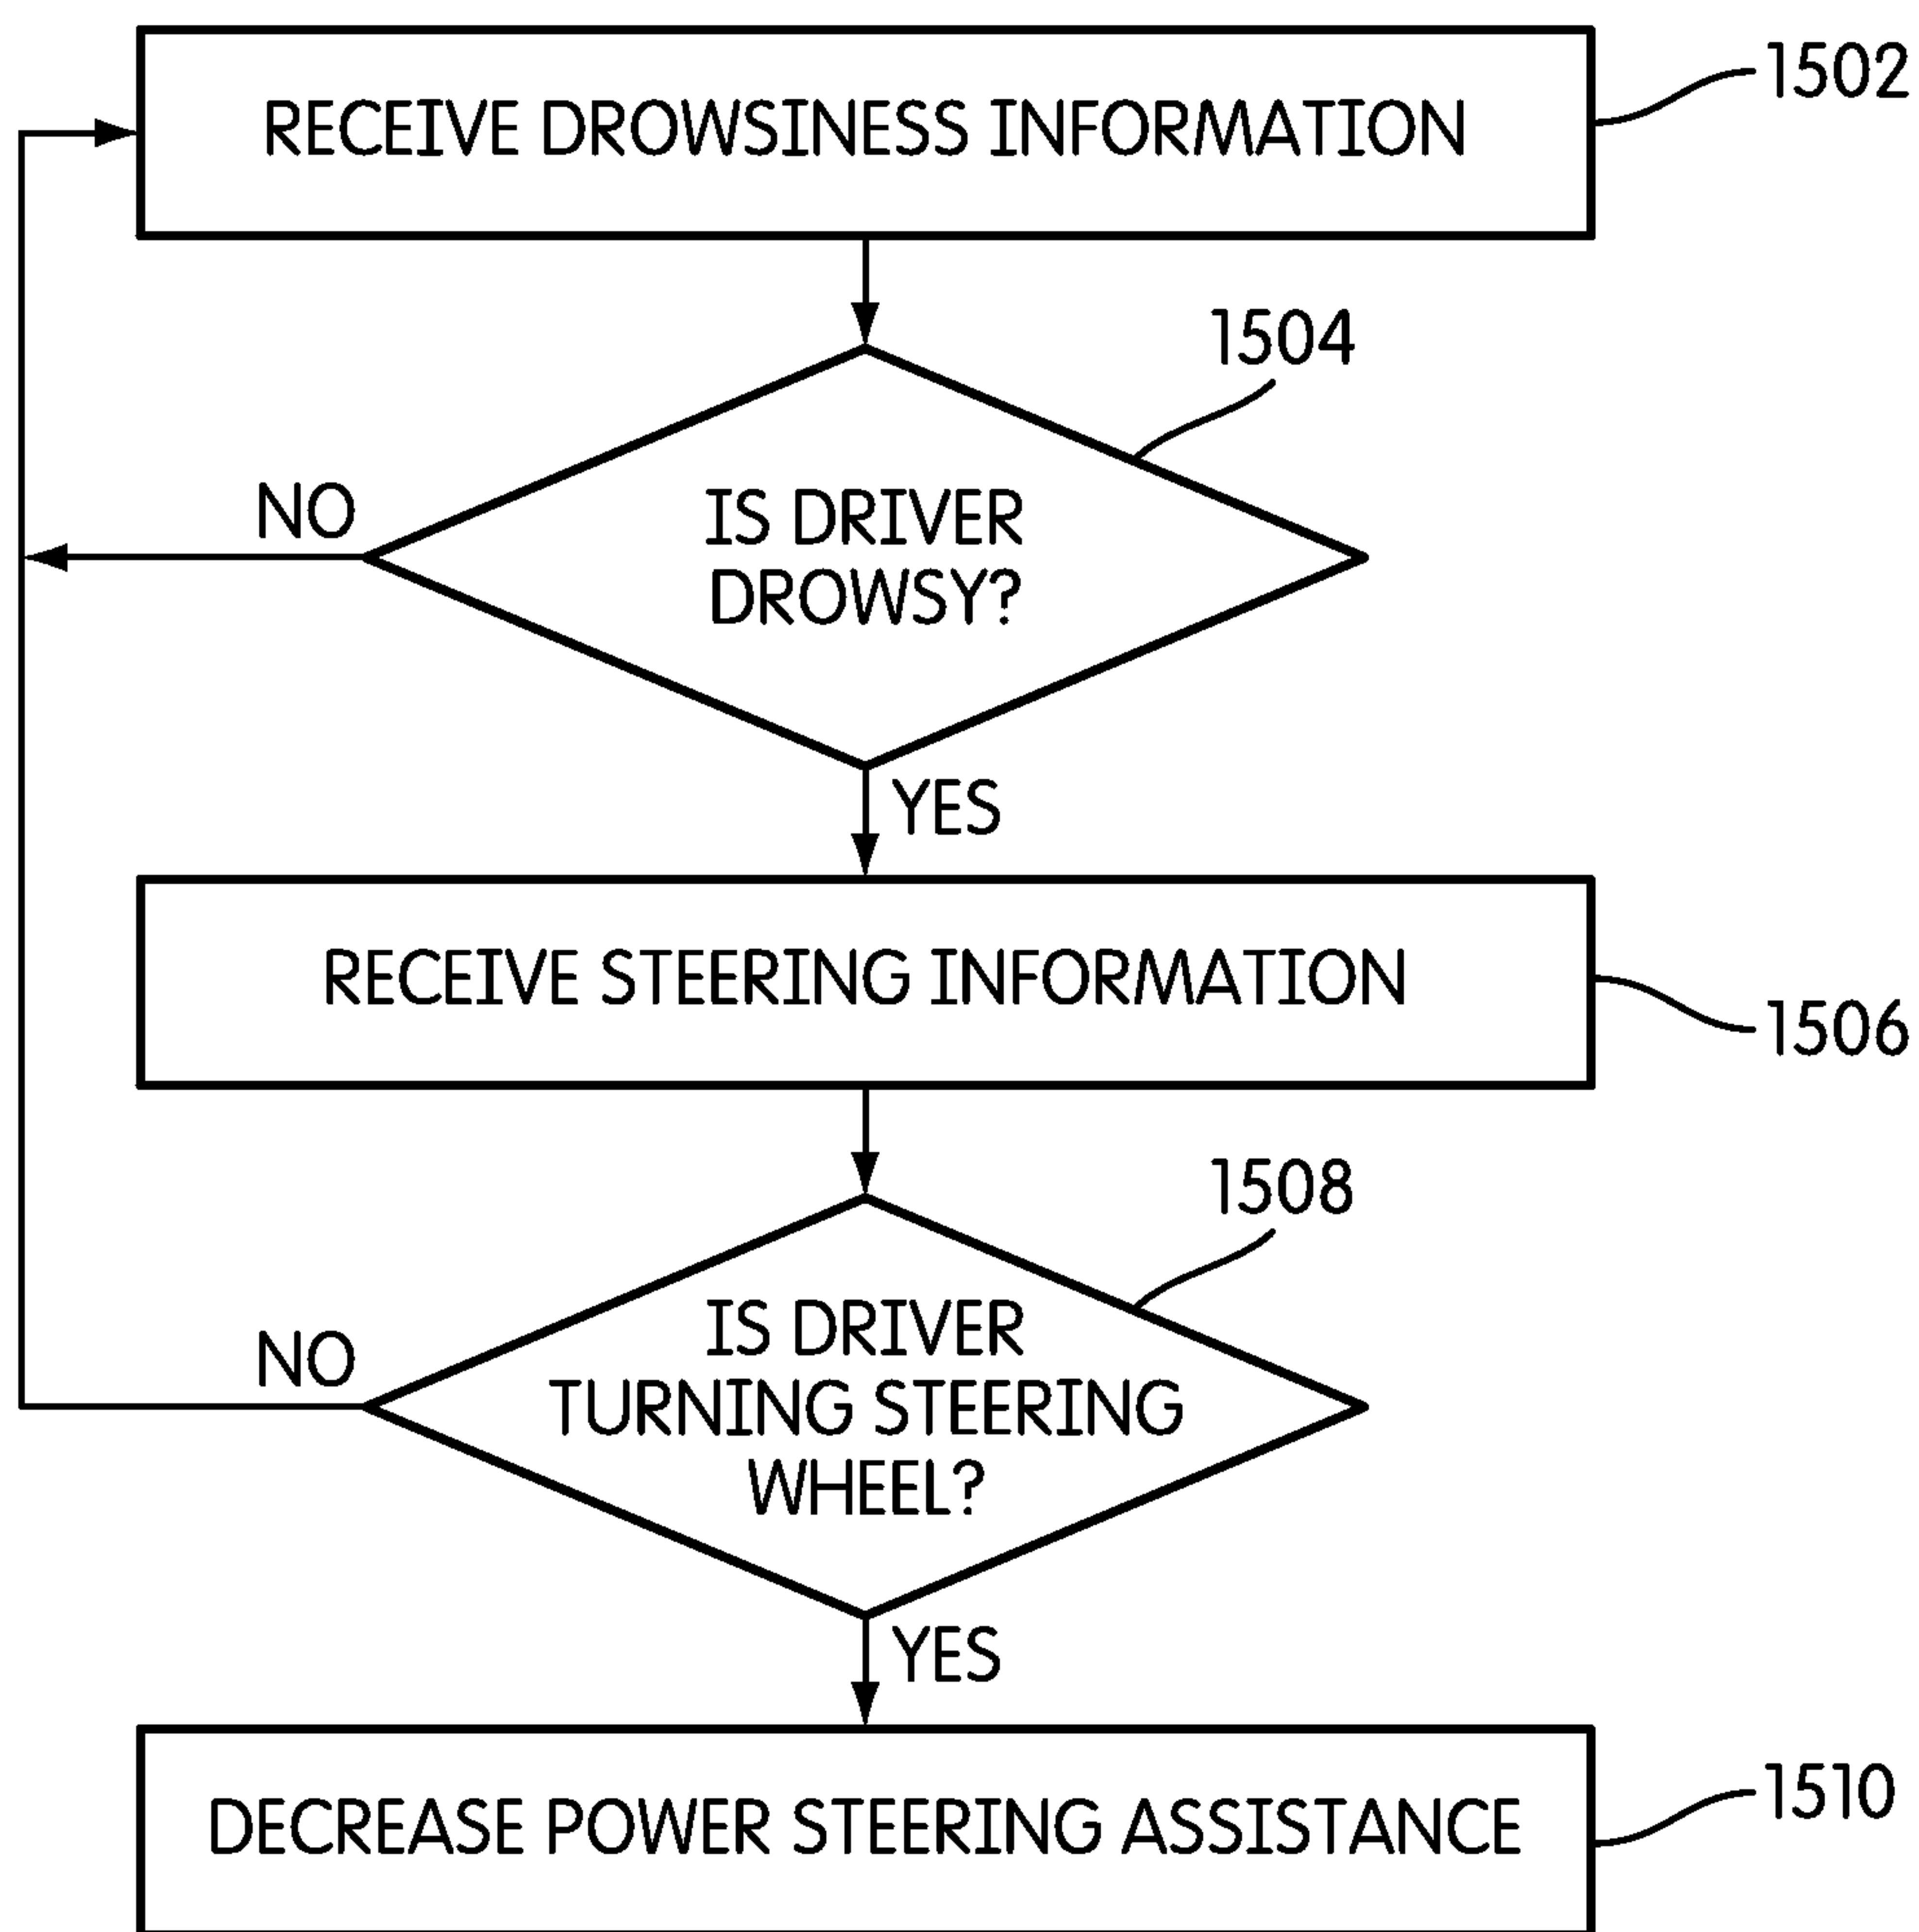 RECEIVE DROWSINESS INFORMATION
1502
1504
IS DRIVER
DROWSY?
NO
YES
RECEIVE STEERING INFORMATION
1506
1508
IS DRIVER
TURNING STEERING
WHEEL?
NO
YES
DECREASE POWER STEERING ASSISTANCE
1510